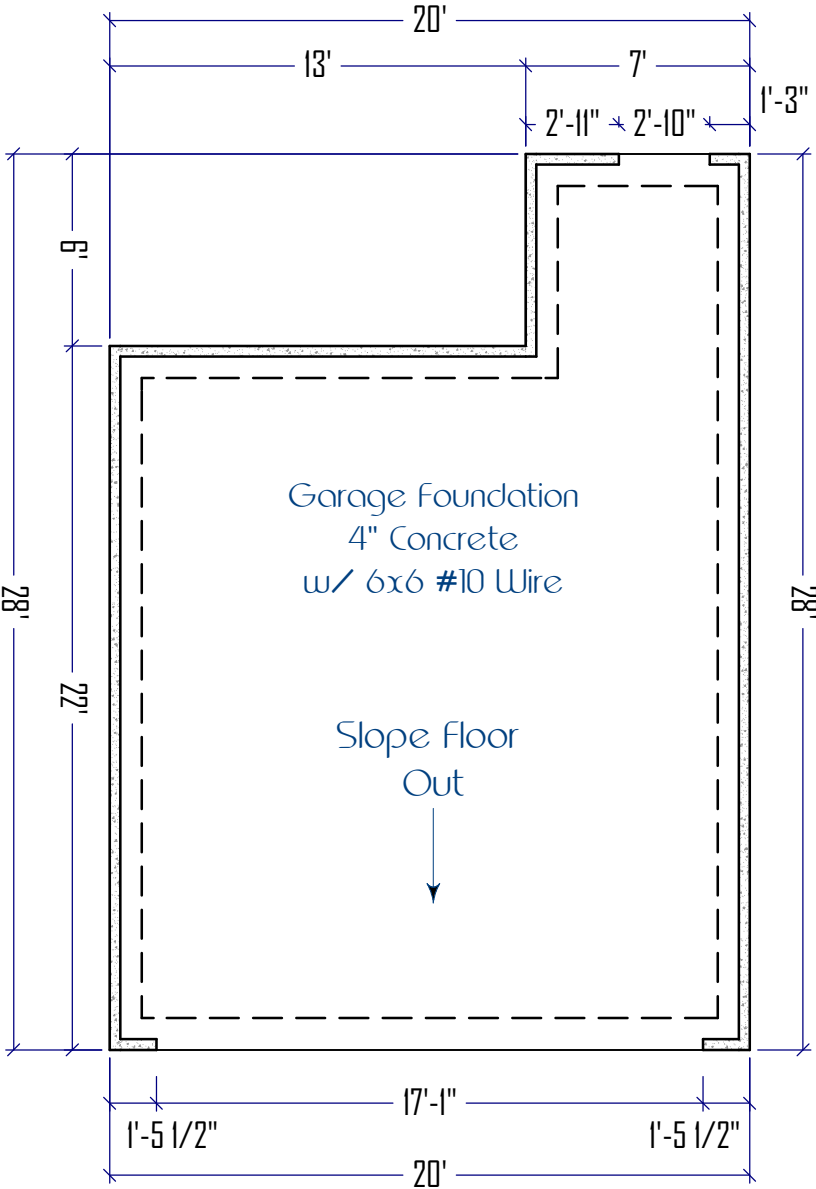 20'
13'
7'
1'-3"
2'-11"
2'-10"
6'
28'
22'
28'
Garage Foundation
4" Concrete
w/ 6x6 #10 Wire
Slope Floor
Out
17'-1"
1'-5 1/2"
1'-5 1/2"
20'